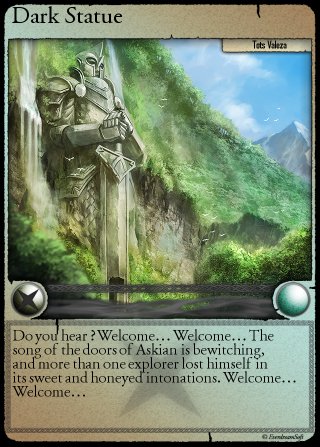 Dark Statue
Tots Valeza
Do you hear ? Welcome... Welcome... The
song of the doors of Askian is bewitching,
and more than one explorer lost himself in
its sweet and honeyed intonations. Welcome...
Welcome...
© EverdreamSoft